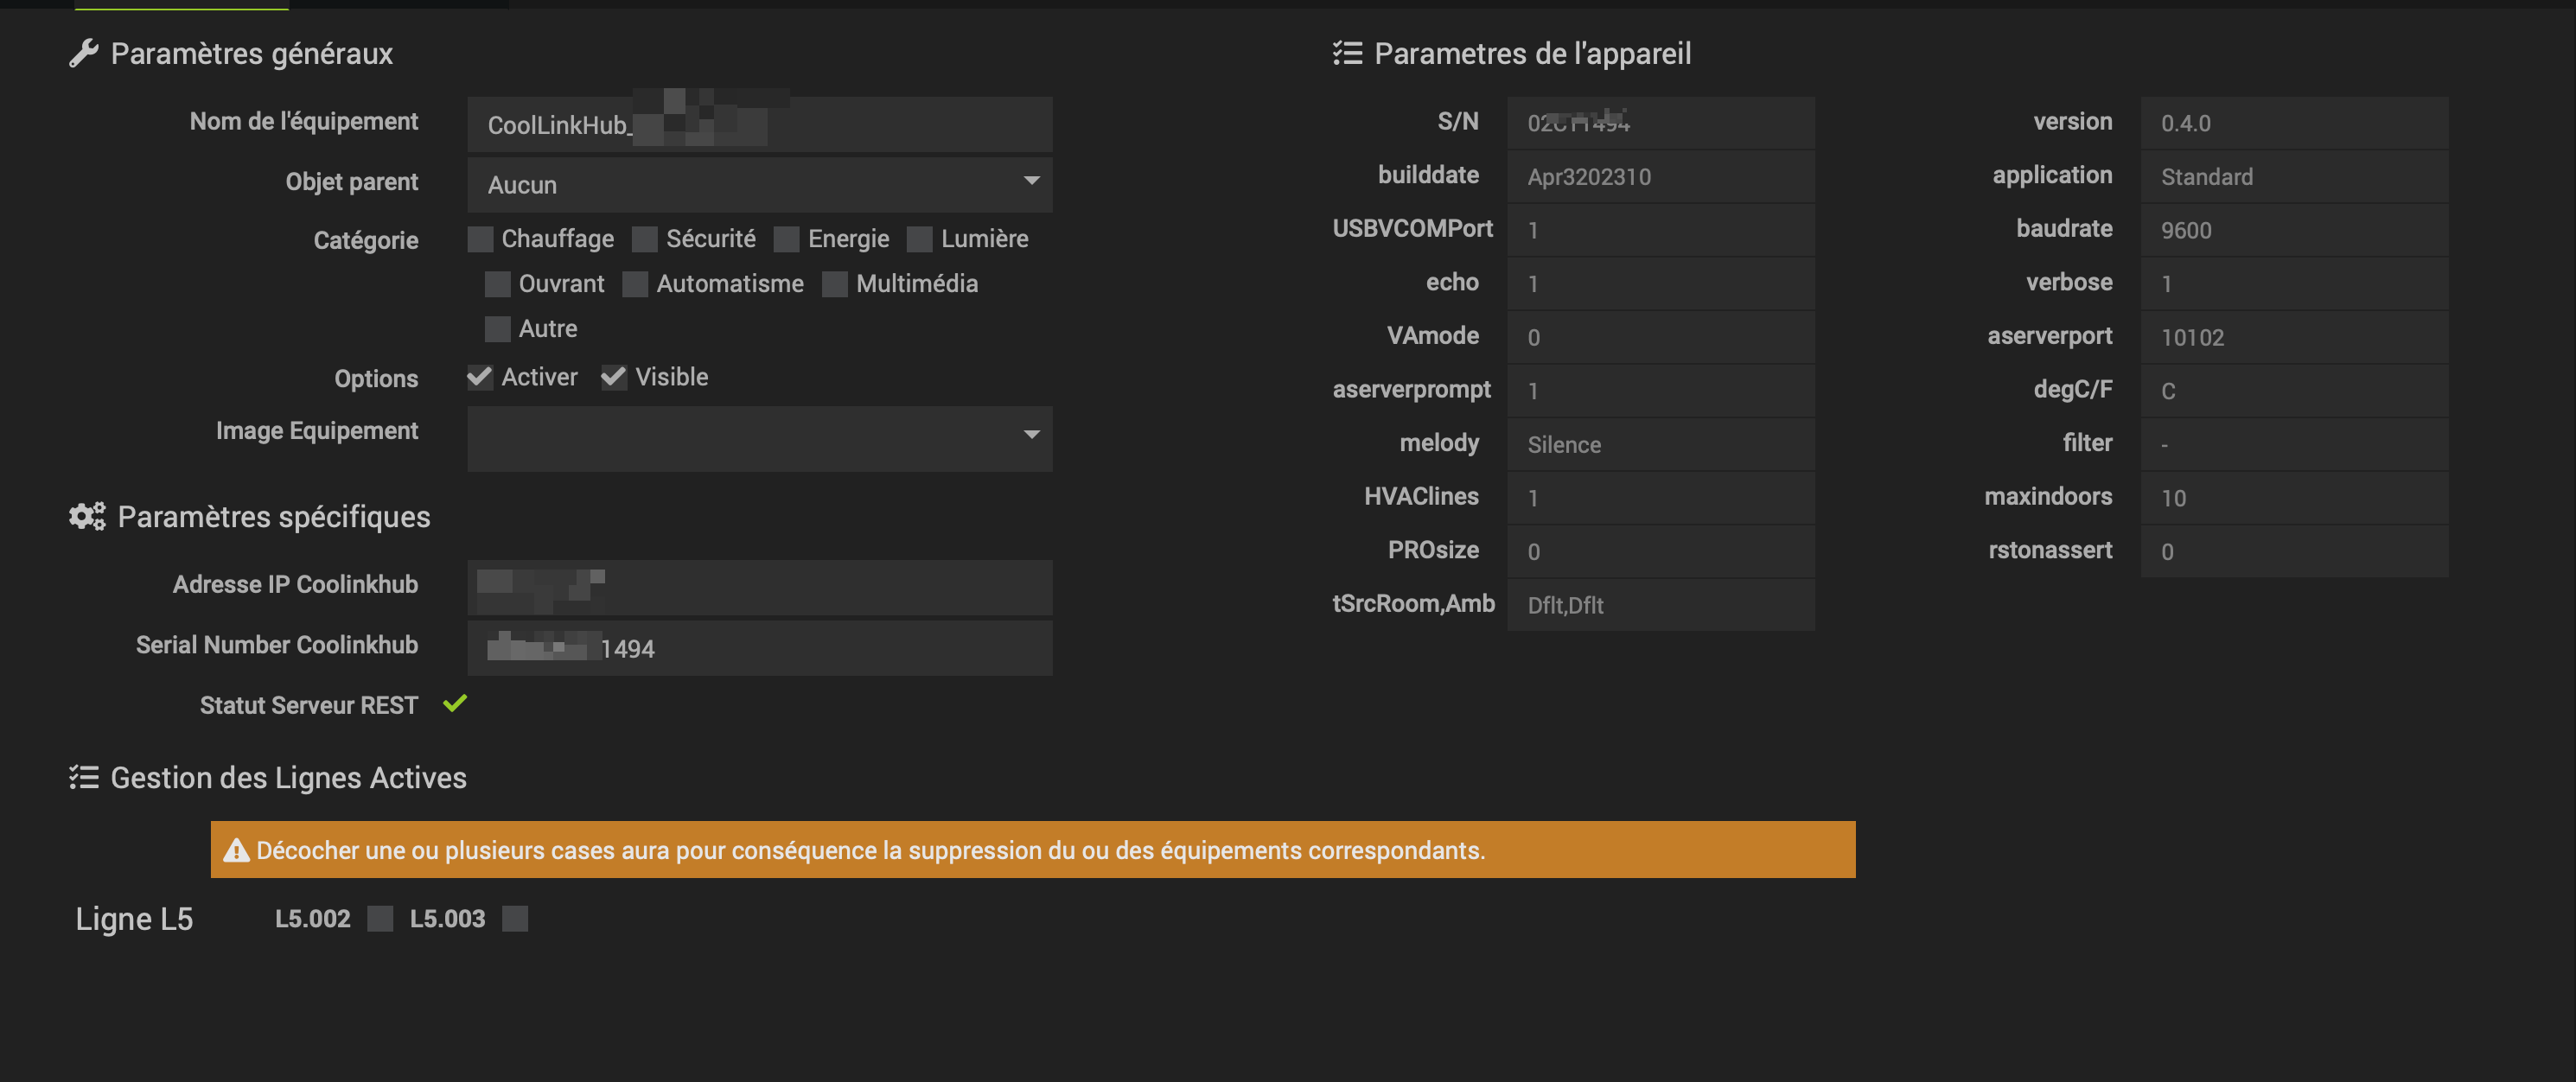 Paramètres généraux
Nom de l'équipement CoolLinkHub_
Objet parent Aucun
Catégorie Chauffage Sécurité Energie Lumière
Ouvrant Automatisme Multimédia
Autre
Options Activer Visible
Image Equipement
Paramètres spécifiques
Adresse IP Coolinkhub
Serial Number Coolinkhub 1494
Statut Serveur REST
Parametres de l'appareil
S/N version 0.4.0
builddate Apr3202310 application Standard
USBVCOMPort 1 baudrate 9600
echo 1 verbose 1
VAmode 0 aserverport 10102
aserverprompt 1 degC/F C
melody Silence filter -
HVAClines 1 maxindoors 10
PROsize 0 rstonassert 0
tSrcRoom,Amb Dflt,Dflt
Gestion des Lignes Actives
Décocher une ou plusieurs cases aura pour conséquence la suppression du ou des équipements correspondants.
Ligne L5 L5.002 L5.003